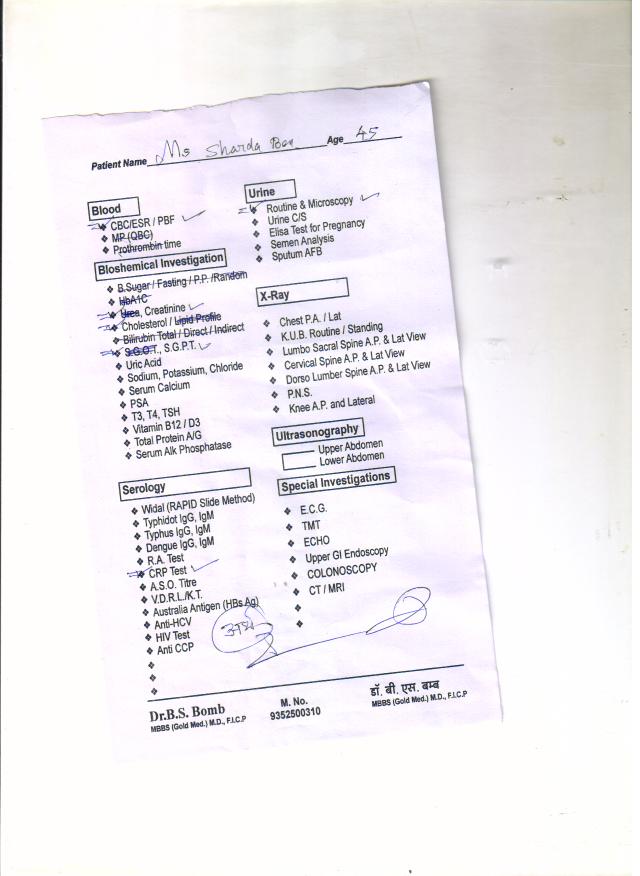 Patient Name Ms Sharda Ben Age 45
Blood
CBC/ESR / PBF
MP (QBC)
Prothrombin time
Bioshemical Investigation
B.Sugar / Fasting / P.P. /Random
HbA1C
Urea, Creatinine
Cholesterol / Lipid Profile
Bilirubin Total / Direct / Indirect
S.G.O.T., S.G.P.T.
Uric Acid
Sodium, Potassium, Chloride
Serum Calcium
PSA
T3, T4, TSH
Vitamin B12 / D3
Total Protein A/G
Serum Alk Phosphatase
Serology
Widal (RAPID Slide Method)
Typhidot IgG, IgM
Typhus IgG, IgM
Dengue IgG, IgM
R.A. Test
CRP Test
A.S.O. Titre
V.D.R.L./K.T.
Australia Antigen (HBs Ag)
Anti-HCV
HIV Test
Anti CCP
Urine
Routine & Microscopy
Urine C/S
Elisa Test for Pregnancy
Semen Analysis
Sputum AFB
X-Ray
Chest P.A. / Lat
K.U.B. Routine / Standing
Lumbo Sacral Spine A.P. & Lat View
Cervical Spine A.P. & Lat View
Dorso Lumber Spine A.P. & Lat View
P.N.S.
Knee A.P. and Lateral
Ultrasonography
Upper Abdomen
Lower Abdomen
Special Investigations
E.C.G.
TMT
ECHO
Upper GI Endoscopy
COLONOSCOPY
CT / MRI
Dr.B.S. Bomb
MBBS (Gold Med.) M.D., F.I.C.P
M. No.
9352500310
डॉ. बी. एस. बम्ब
MBBS (Gold Med.) M.D., F.I.C.P